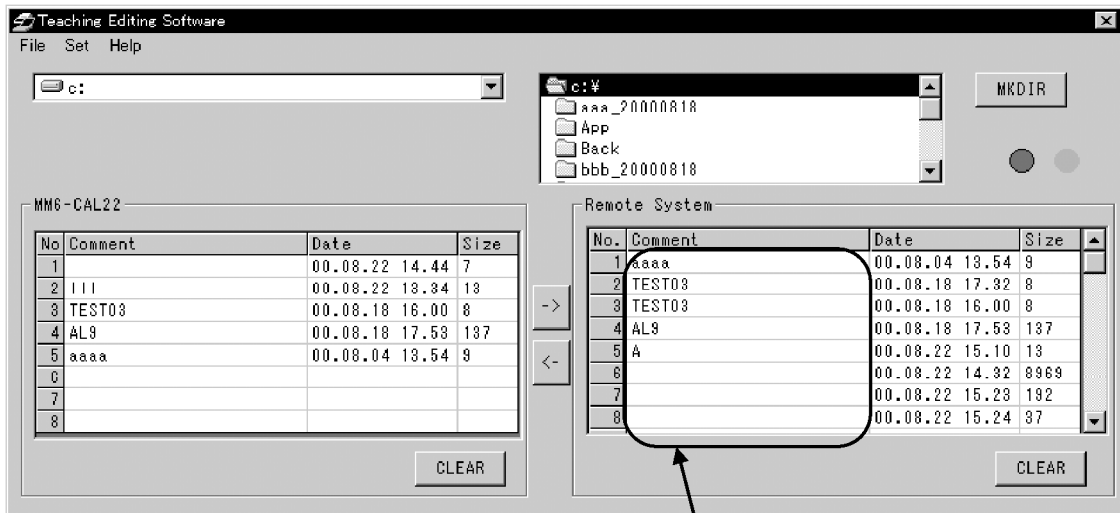 Teaching Editing Software
File Set Help
c:
c:¥
aaa_20000818
App
Back
bbb_20000818
MKDIR
MM6-CAL22
No Comment Date Size
1 00.08.22 14.44 7
2 III 00.08.22 13.34 13
3 TEST03 00.08.18 16.00 8
4 AL9 00.08.18 17.53 137
5 aaaa 00.08.04 13.54 9
6
7
8
CLEAR
->
<-
Remote System
No. Comment Date Size
1 aaaa 00.08.04 13.54 9
2 TEST03 00.08.18 17.32 8
3 TEST03 00.08.18 16.00 8
4 AL9 00.08.18 17.53 137
5 A 00.08.22 15.10 13
6 00.08.22 14.32 8969
7 00.08.22 15.23 192
8 00.08.22 15.24 37
CLEAR